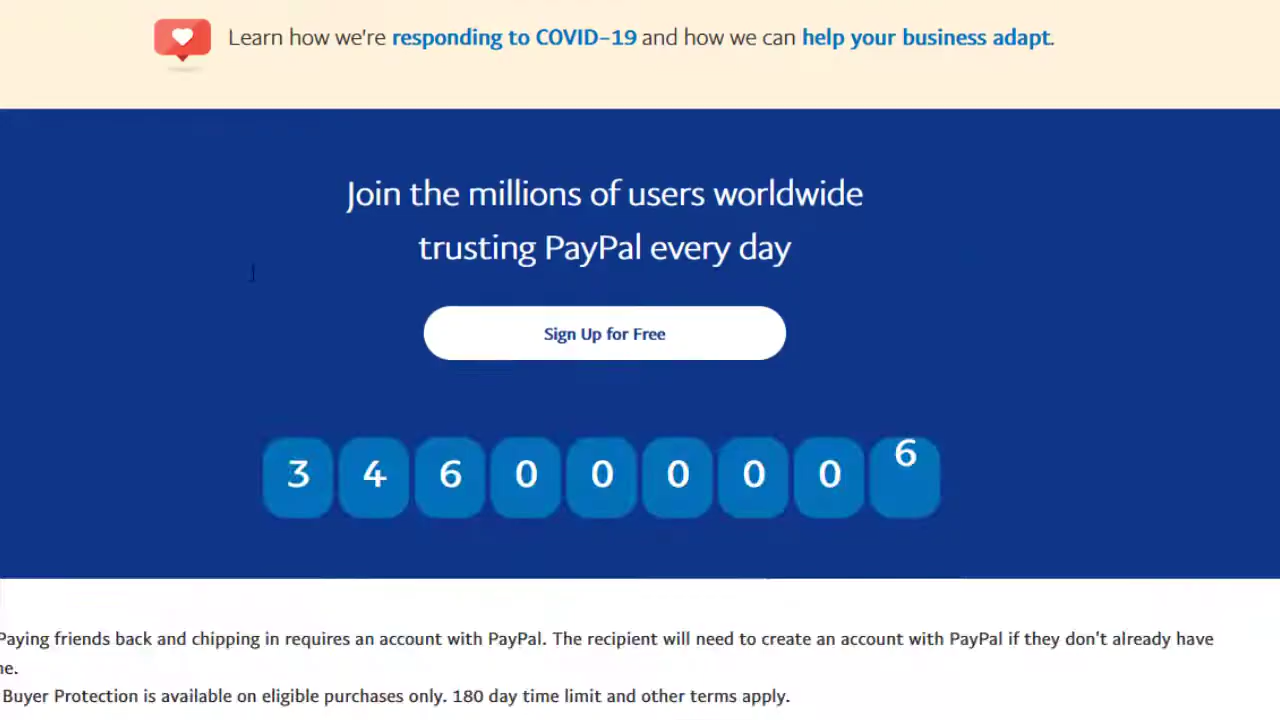 Learn how we're responding to COVID-19 and how we can help your business adapt.
Join the millions of users worldwide
trusting PayPal every day
Sign Up for Free
3 4 6 0 0 0 0 0 6
Paying friends back and chipping in requires an account with PayPal. The recipient will need to create an account with PayPal if they don't already have
Buyer Protection is available on eligible purchases only. 180 day time limit and other terms apply.